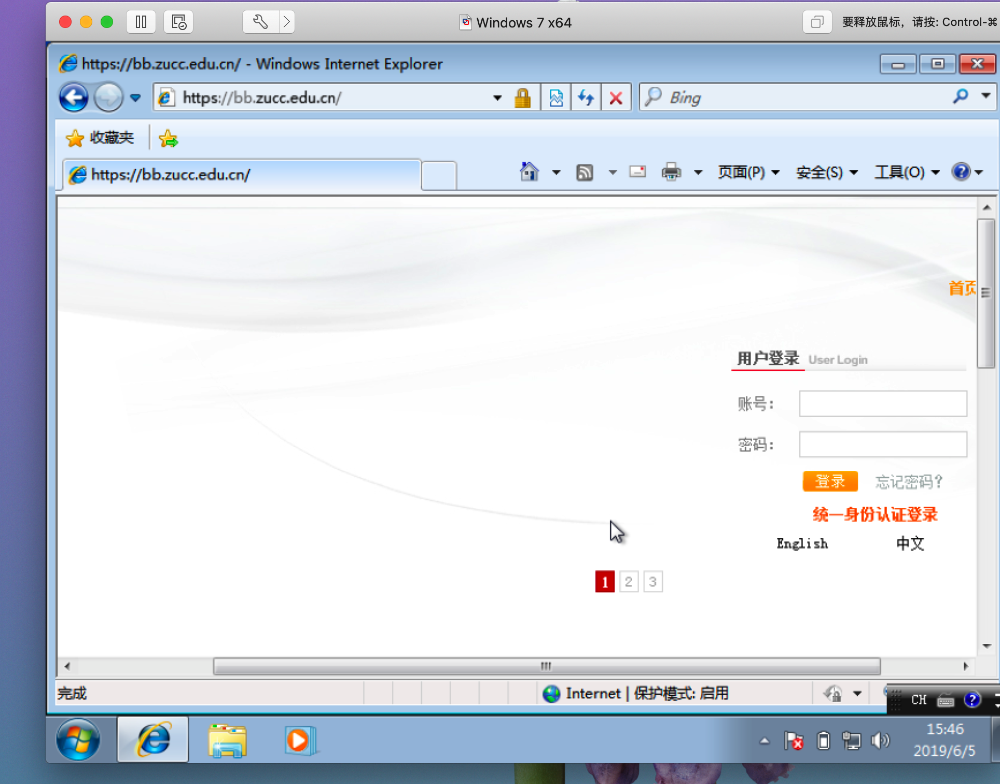 Windows 7 x64
要释放鼠标，请按: Control-⌘
https://bb.zucc.edu.cn/ - Windows Internet Explorer
https://bb.zucc.edu.cn/
Bing
收藏夹
https://bb.zucc.edu.cn/
页面(P) 安全(S) 工具(O)
首页
用户登录 User Login
账号：
密码：
登录 忘记密码?
统一身份认证登录
English 中文
1 2 3
完成
Internet | 保护模式: 启用
CH
15:46
2019/6/5